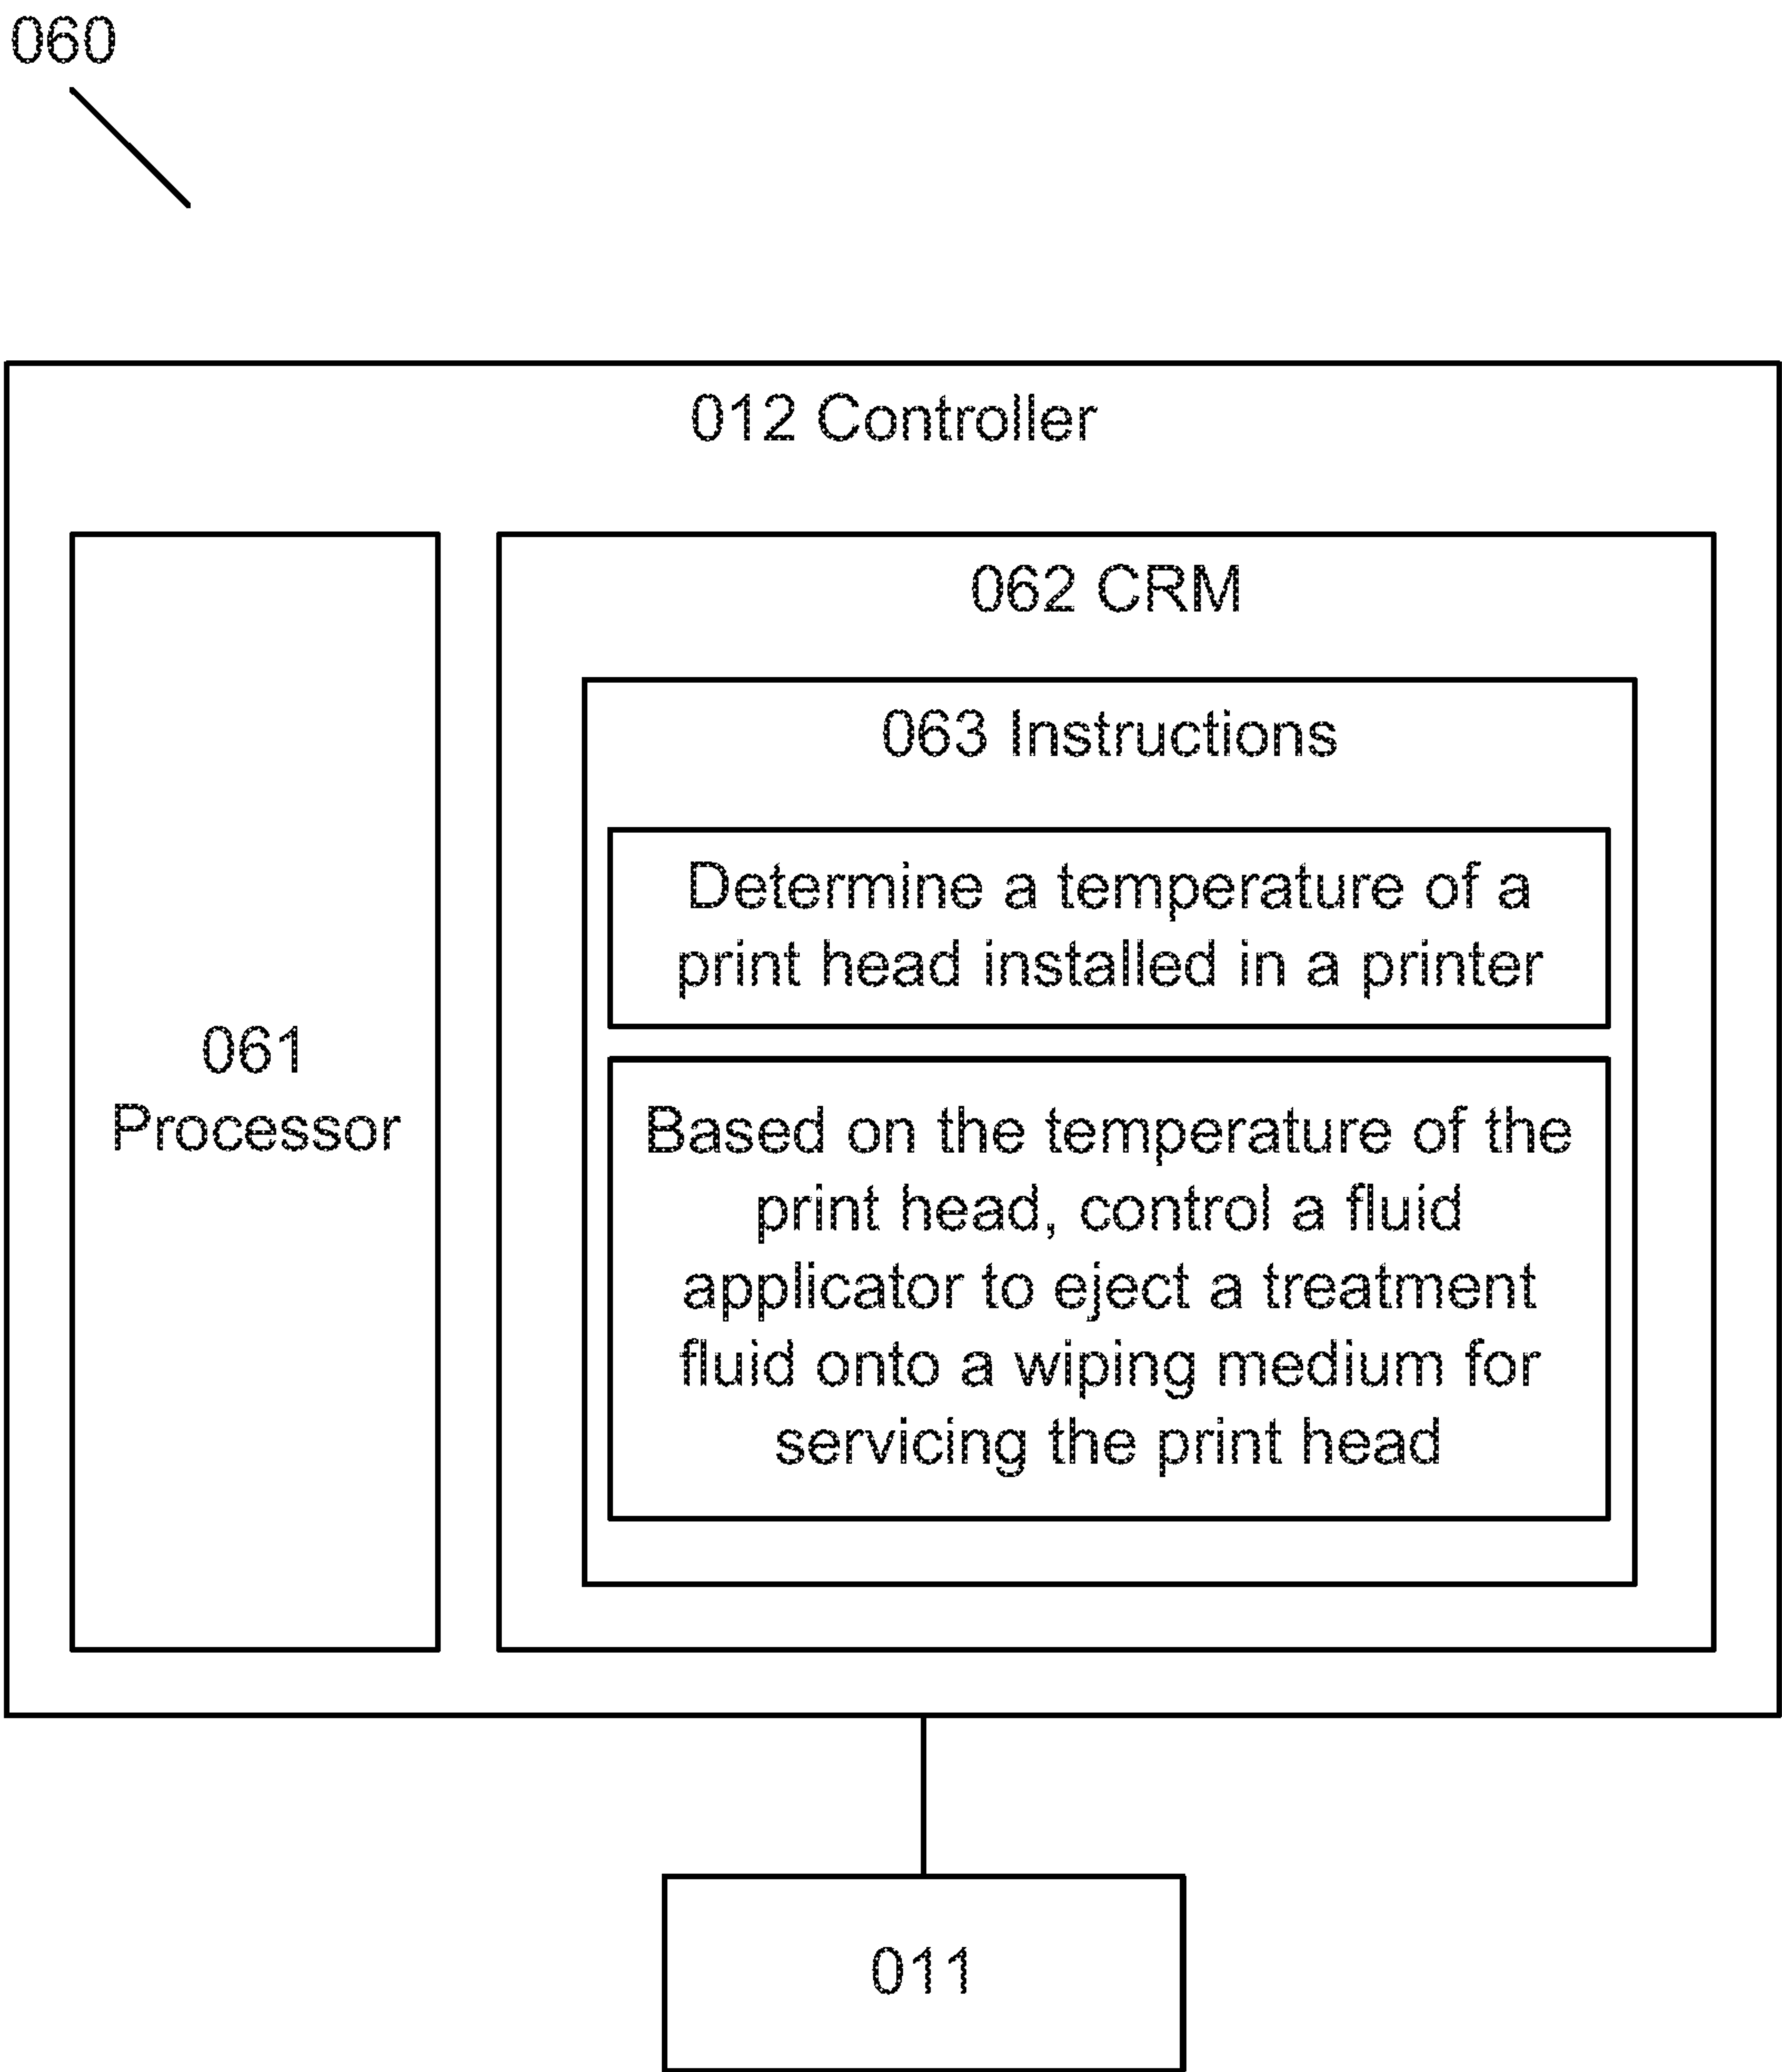 060
012 Controller
061
Processor
062 CRM
063 Instructions
Determine a temperature of a
print head installed in a printer
Based on the temperature of the
print head, control a fluid
applicator to eject a treatment
fluid onto a wiping medium for
servicing the print head
011